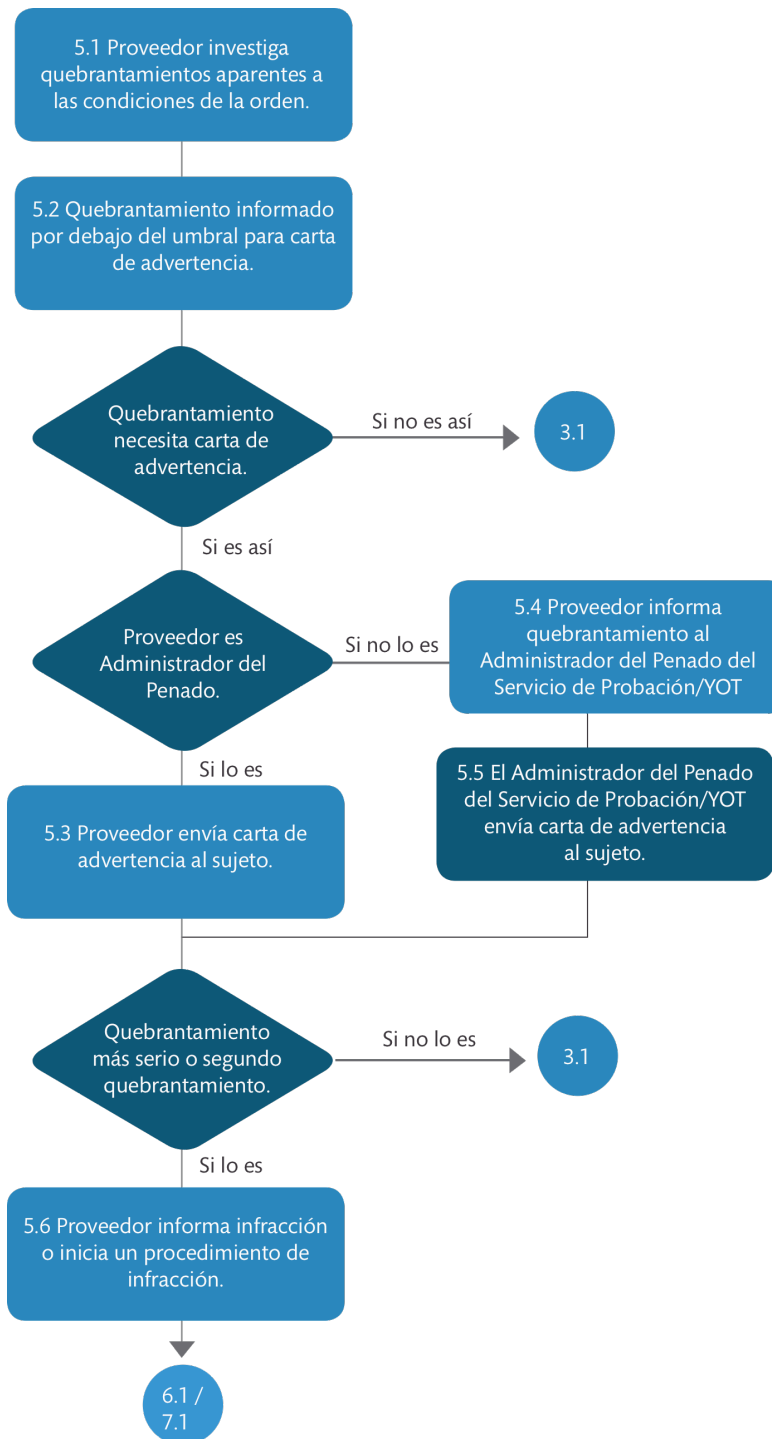 5.1 Proveedor investiga
quebrantamientos aparentes a
las condiciones de la orden.
5.2 Quebrantamiento informado
por debajo del umbral para carta
de advertencia.
Quebrantamiento
necesita carta de
advertencia.
Si no es así
3.1
Si es así
Proveedor es
Administrador del
Penado.
Si no lo es
5.4 Proveedor informa
quebrantamiento al
Administrador del Penado del
Servicio de Probación/YOT
Si lo es
5.3 Proveedor envía carta de
advertencia al sujeto.
5.5 El Administrador del Penado
del Servicio de Probación/YOT
envía carta de advertencia
al sujeto.
Quebrantamiento
más serio o segundo
quebrantamiento.
Si no lo es
3.1
Si lo es
5.6 Proveedor informa infracción
o inicia un procedimiento de
infracción.
6.1 /
7.1